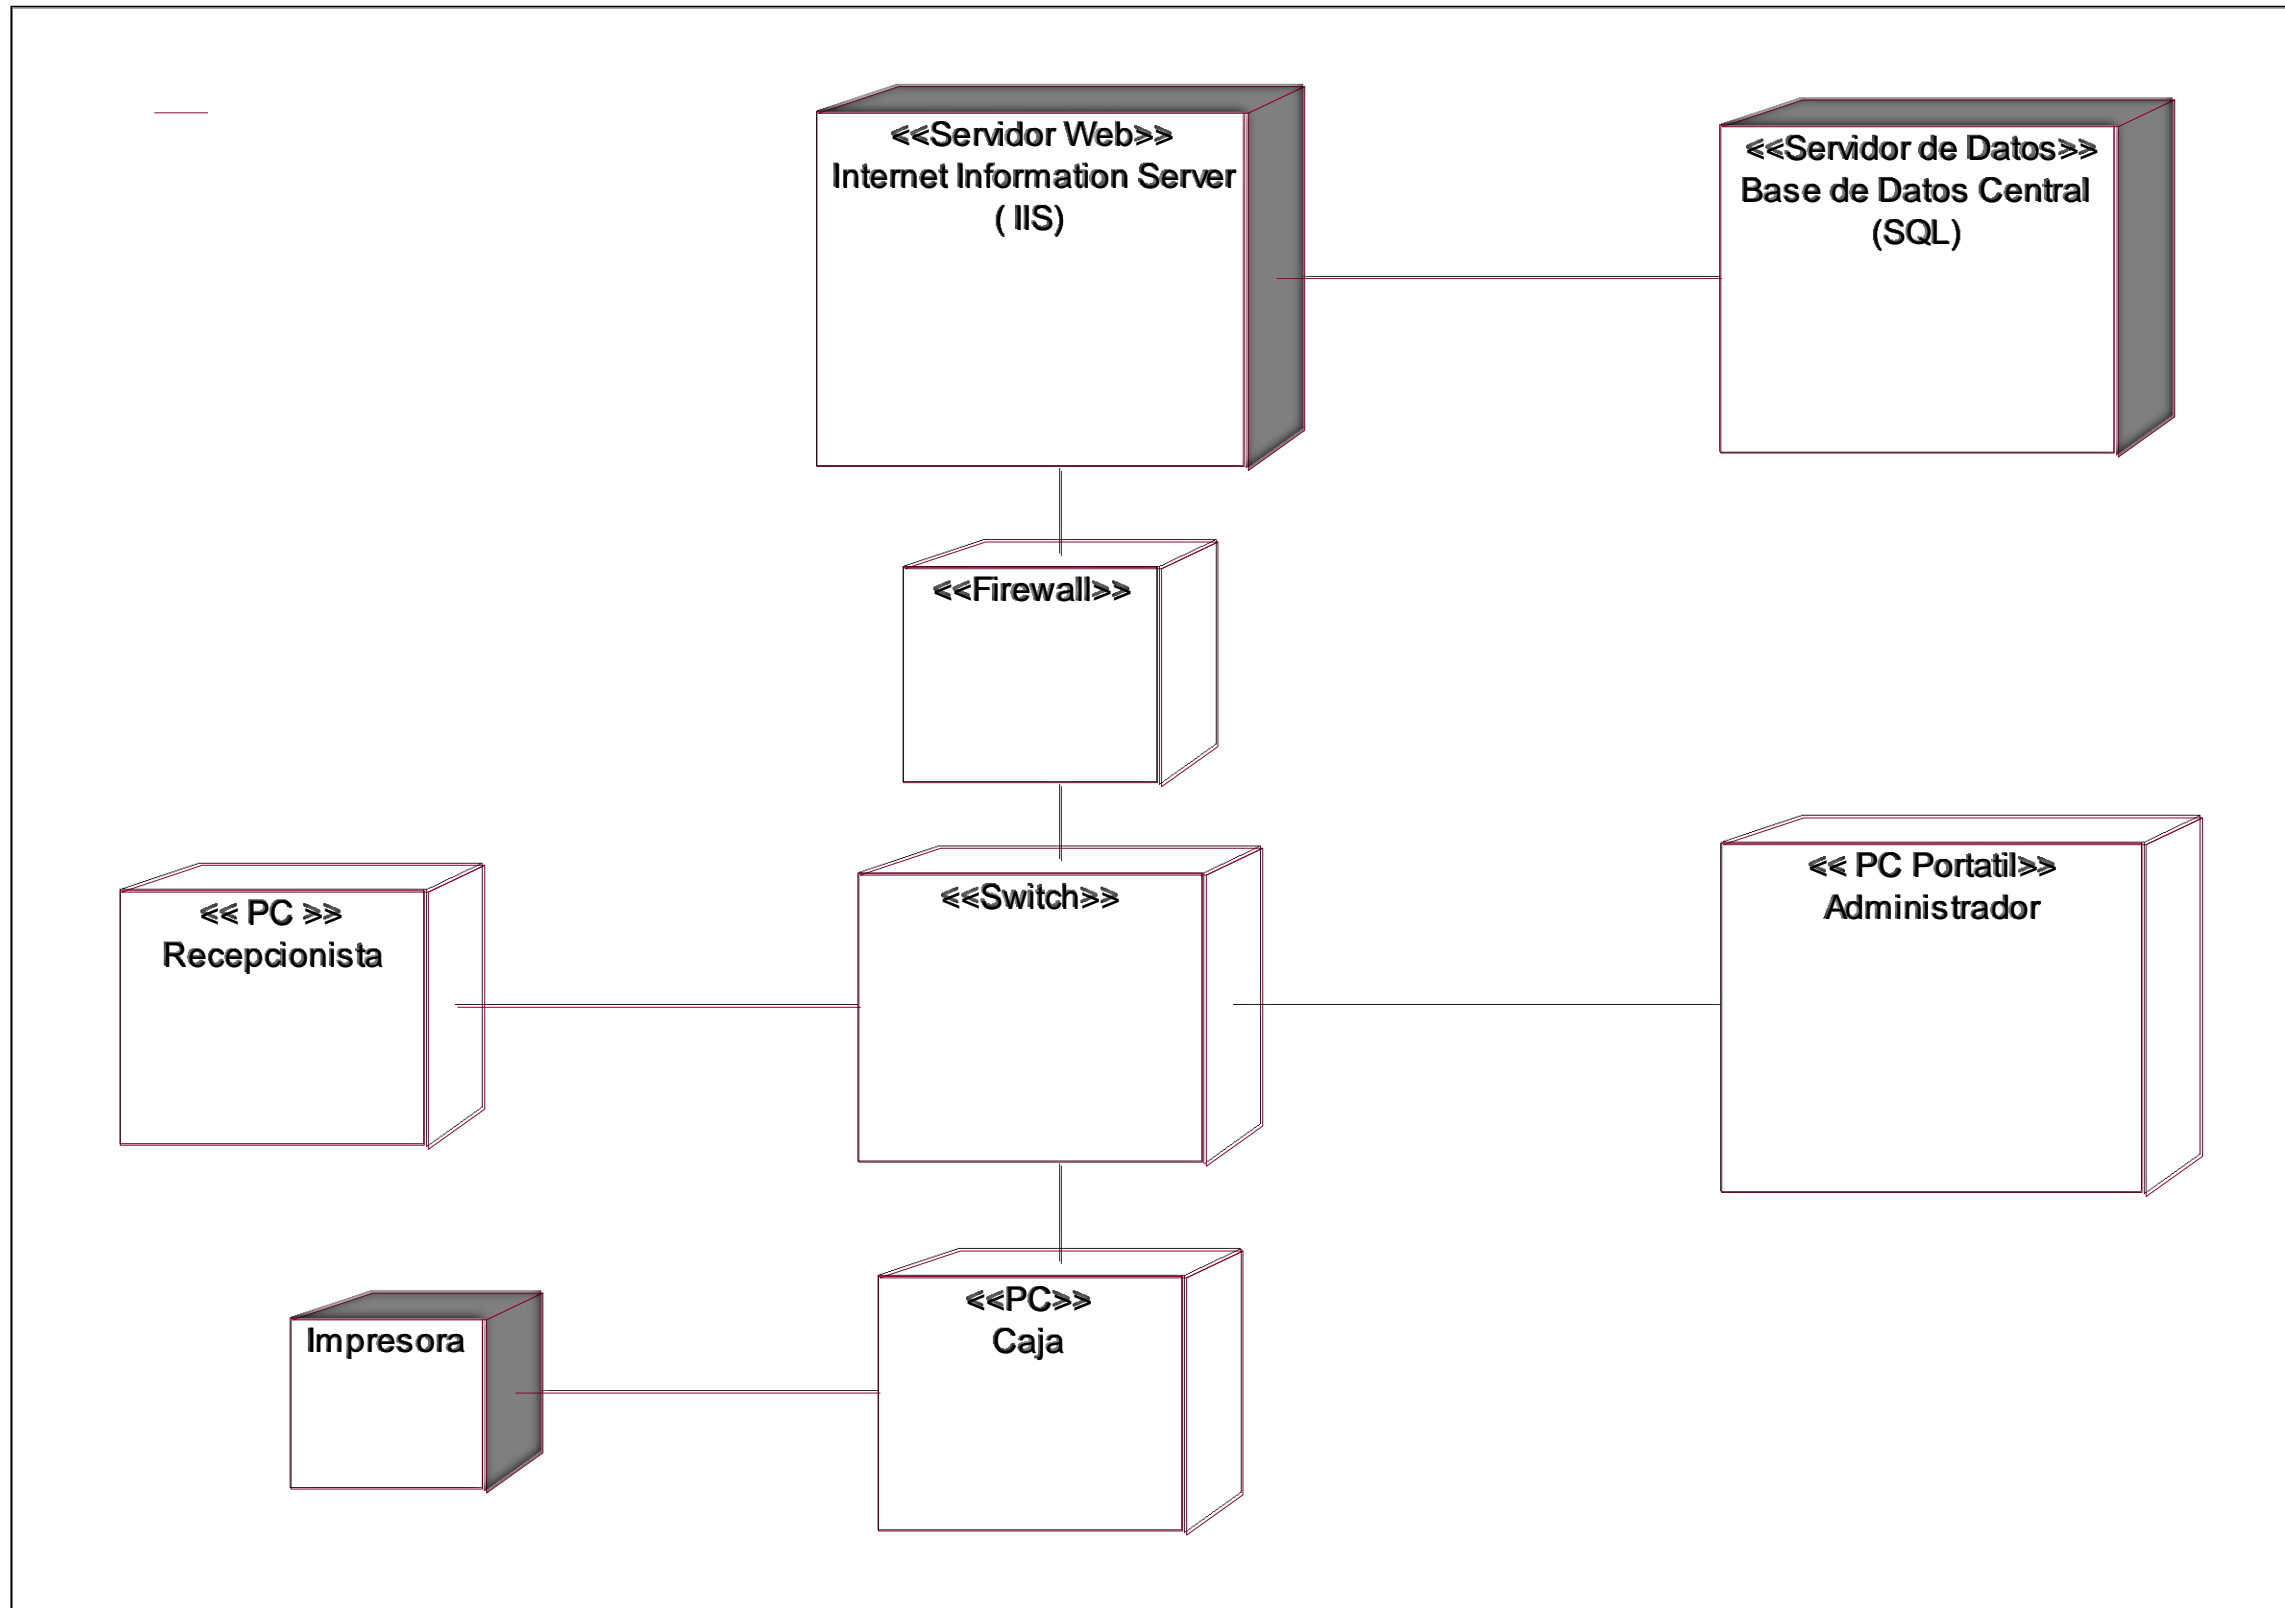 <<Servidor Web>>
Internet Information Server
( IIS)
<<Servidor de Datos>>
Base de Datos Central
(SQL)
<<Firewall>>
<< PC >>
Recepcionista
<<Switch>>
<< PC Portatil>>
Administrador
Impresora
<<PC>>
Caja